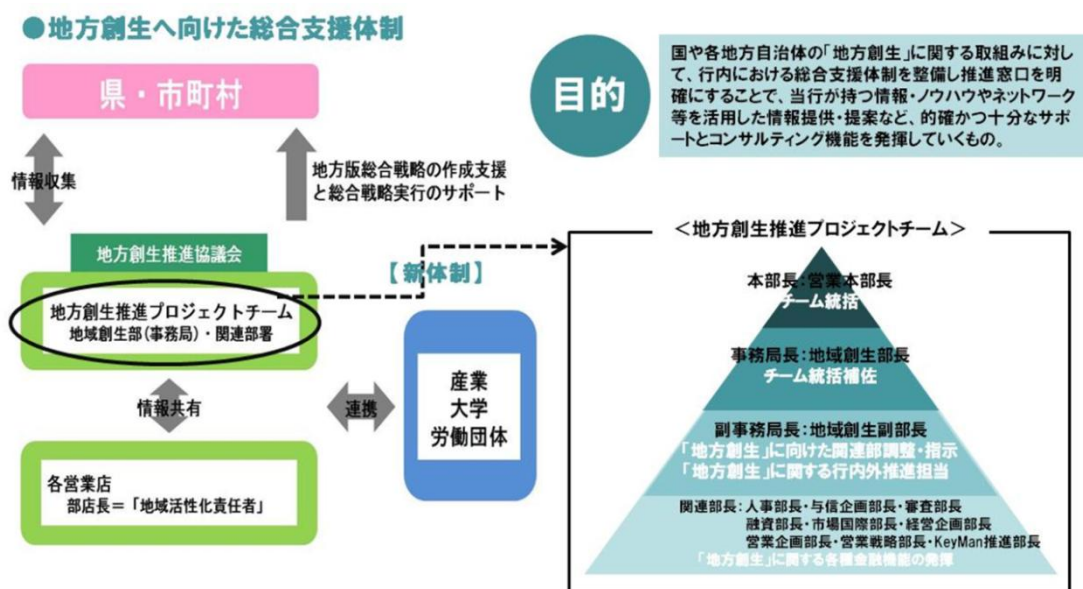 ●地方創生へ向けた総合支援体制
県・市町村
目的
国や各地方自治体の「地方創生」に関する取組みに対し
て、行内における総合支援体制を整備し推進窓口を明
確にすることで、当行が持つ情報・ノウハウやネットワーク
等を活用した情報提供・提案など、的確かつ十分なサポ
ートとコンサルティング機能を発揮していくもの。
情報収集
地方版総合戦略の作成支援
と総合戦略実行のサポート
地方創生推進協議会
【新体制】
地方創生推進プロジェクトチーム
地域創生部(事務局)・関連部署
情報共有
連携
産業
大学
労働団体
各営業店
部店長＝「地域活性化責任者」
＜地方創生推進プロジェクトチーム＞
本部長:営業本部長
チーム統括
事務局長:地域創生部長
チーム統括補佐
副事務局長:地域創生副部長
「地方創生」に向けた関連部調整・指示
「地方創生」に関する行内外推進担当
関連部長:人事部長・与信企画部長・審査部長
融資部長・市場国際部長・経営企画部長
営業企画部長・営業戦略部長・KeyMan推進部長
「地方創生」に関する各種金融機能の発揮